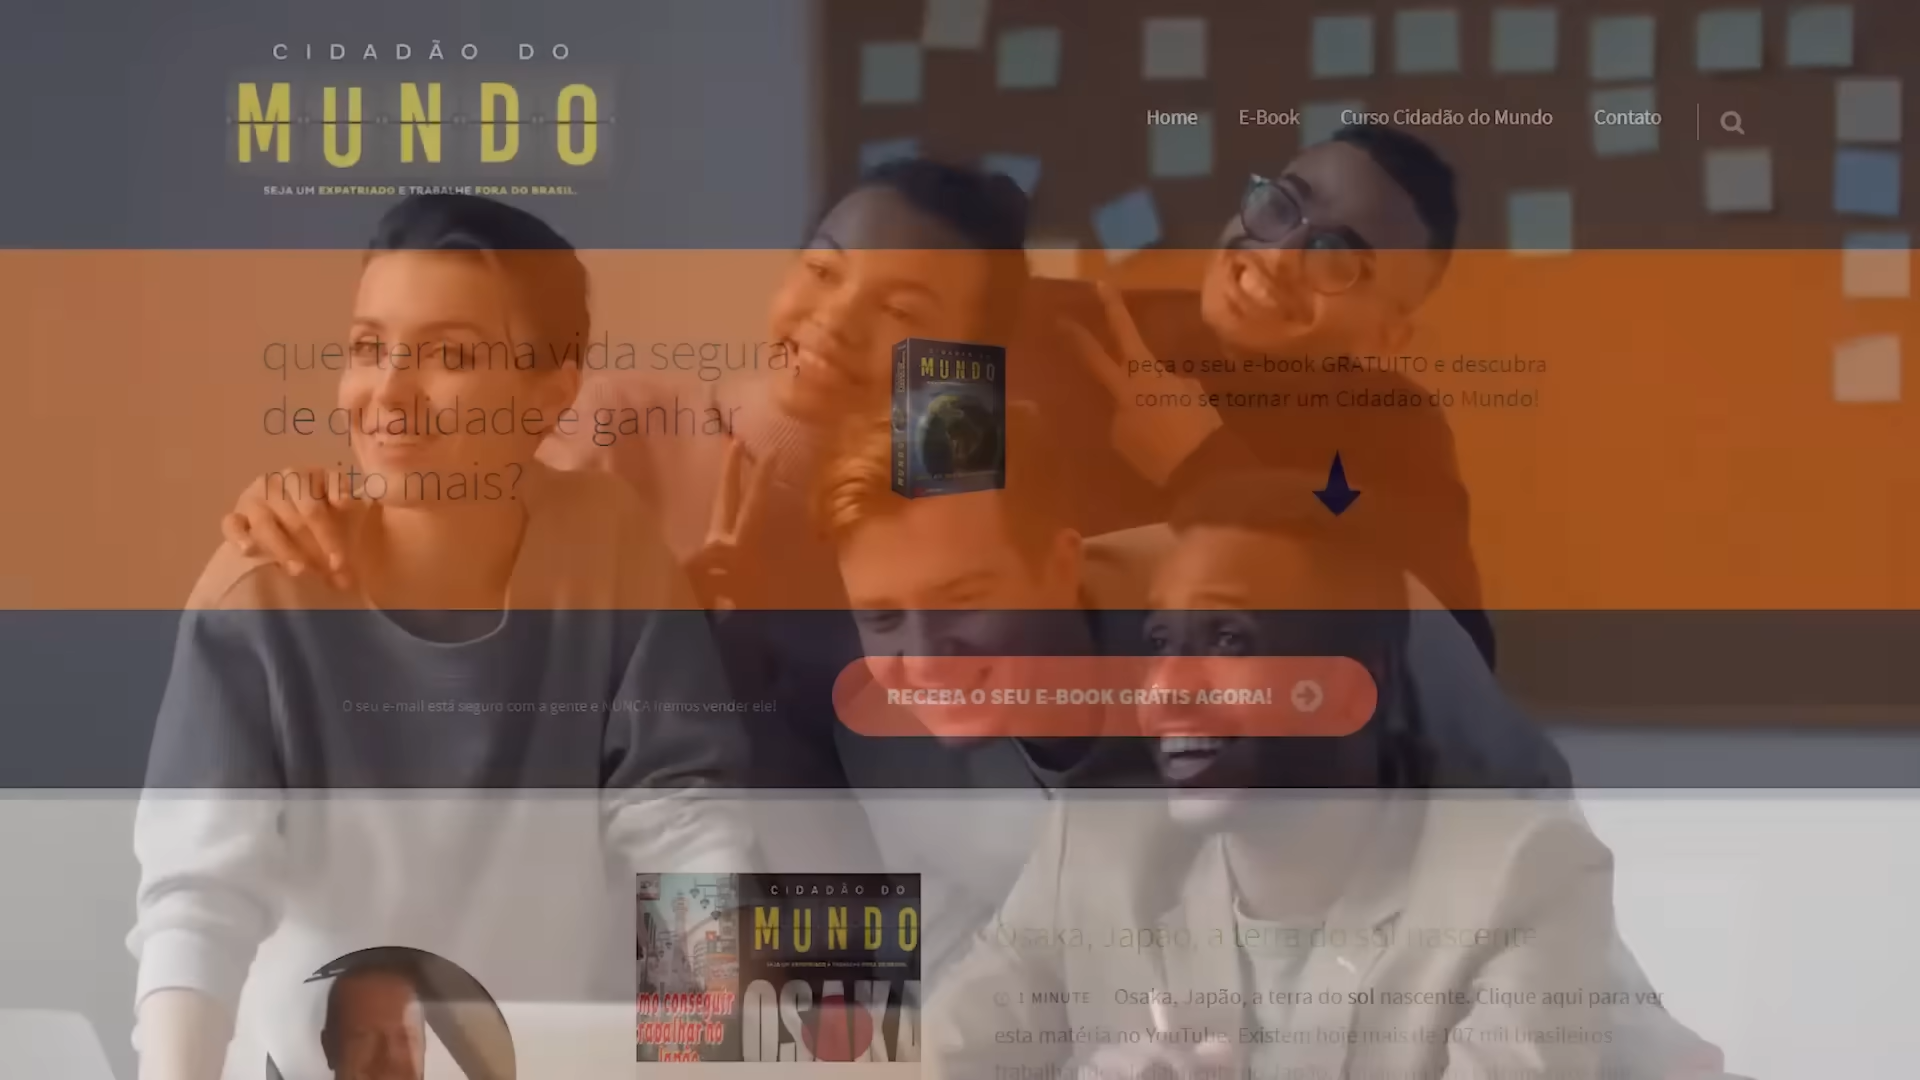 CIDADÃO DO
MUNDO
SEJA UM EXPATRIADO E TRABALHE FORA DO BRASIL.
Home
E-Book
Curso Cidadão do Mundo
Contato
quer ter uma vida segura,
de qualidade e ganhar
muito mais?
MUNDO
peça o seu e-book GRATUITO e descubra
como se tornar um Cidadão do Mundo!
O seu e-mail está seguro com a gente e NUNCA iremos vender ele!
RECEBA O SEU E-BOOK GRÁTIS AGORA!
CIDADÃO DO
MUNDO
OSAKA
Osaka, Japão, a terra do sol nascente
1 MINUTE
Osaka, Japão, a terra do sol nascente. Clique aqui para ver
esta matéria no YouTube. Existem hoje mais de 107 mil brasileiros